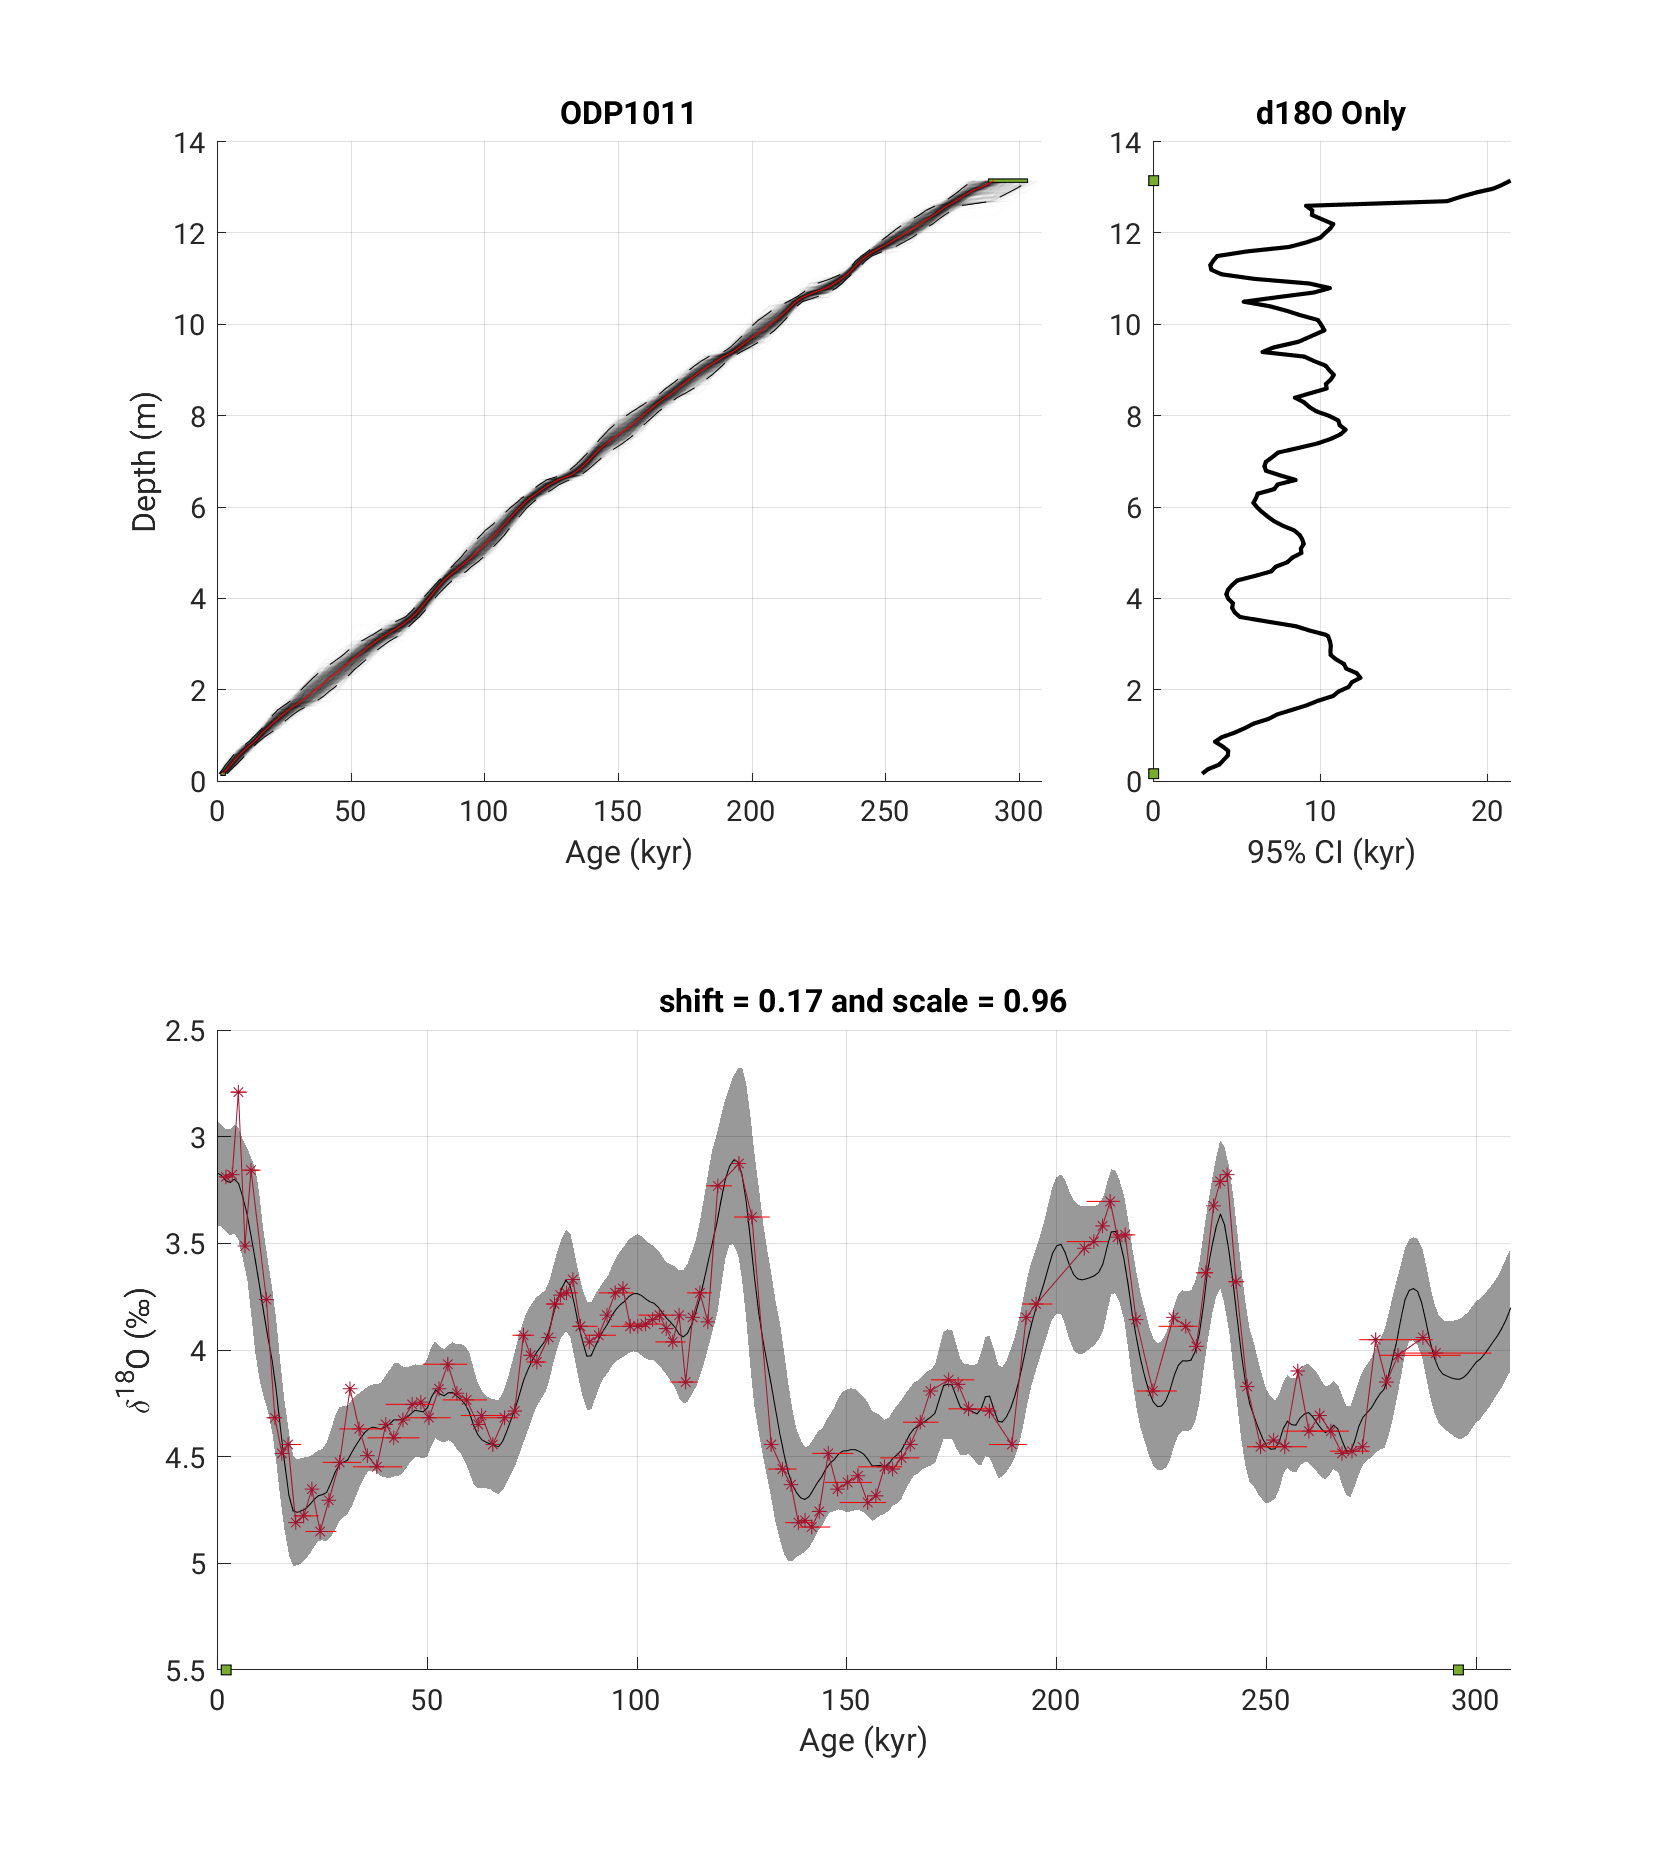 ODP1011
14
12
10
8
6
4
2
0
Depth (m)
0 50 100 150 200 250 300
Age (kyr)
d18O Only
14
12
10
8
6
4
2
0
0 10 20
95% CI (kyr)
shift = 0.17 and scale = 0.96
2.5
3
3.5
4
4.5
5
5.5
δ18O (‰)
0 50 100 150 200 250 300
Age (kyr)